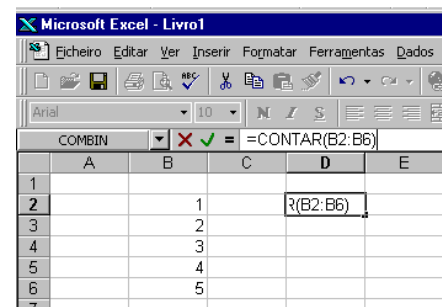 Microsoft Excel - Livro1
Ficheiro Editar Ver Inserir Formatar Ferramentas Dados
ABC
Arial 10 N I S
COMBIN = =CONTAR(B2:B6)
A B C D E
1
2 1 R(B2:B6)
3 2
4 3
5 4
6 5